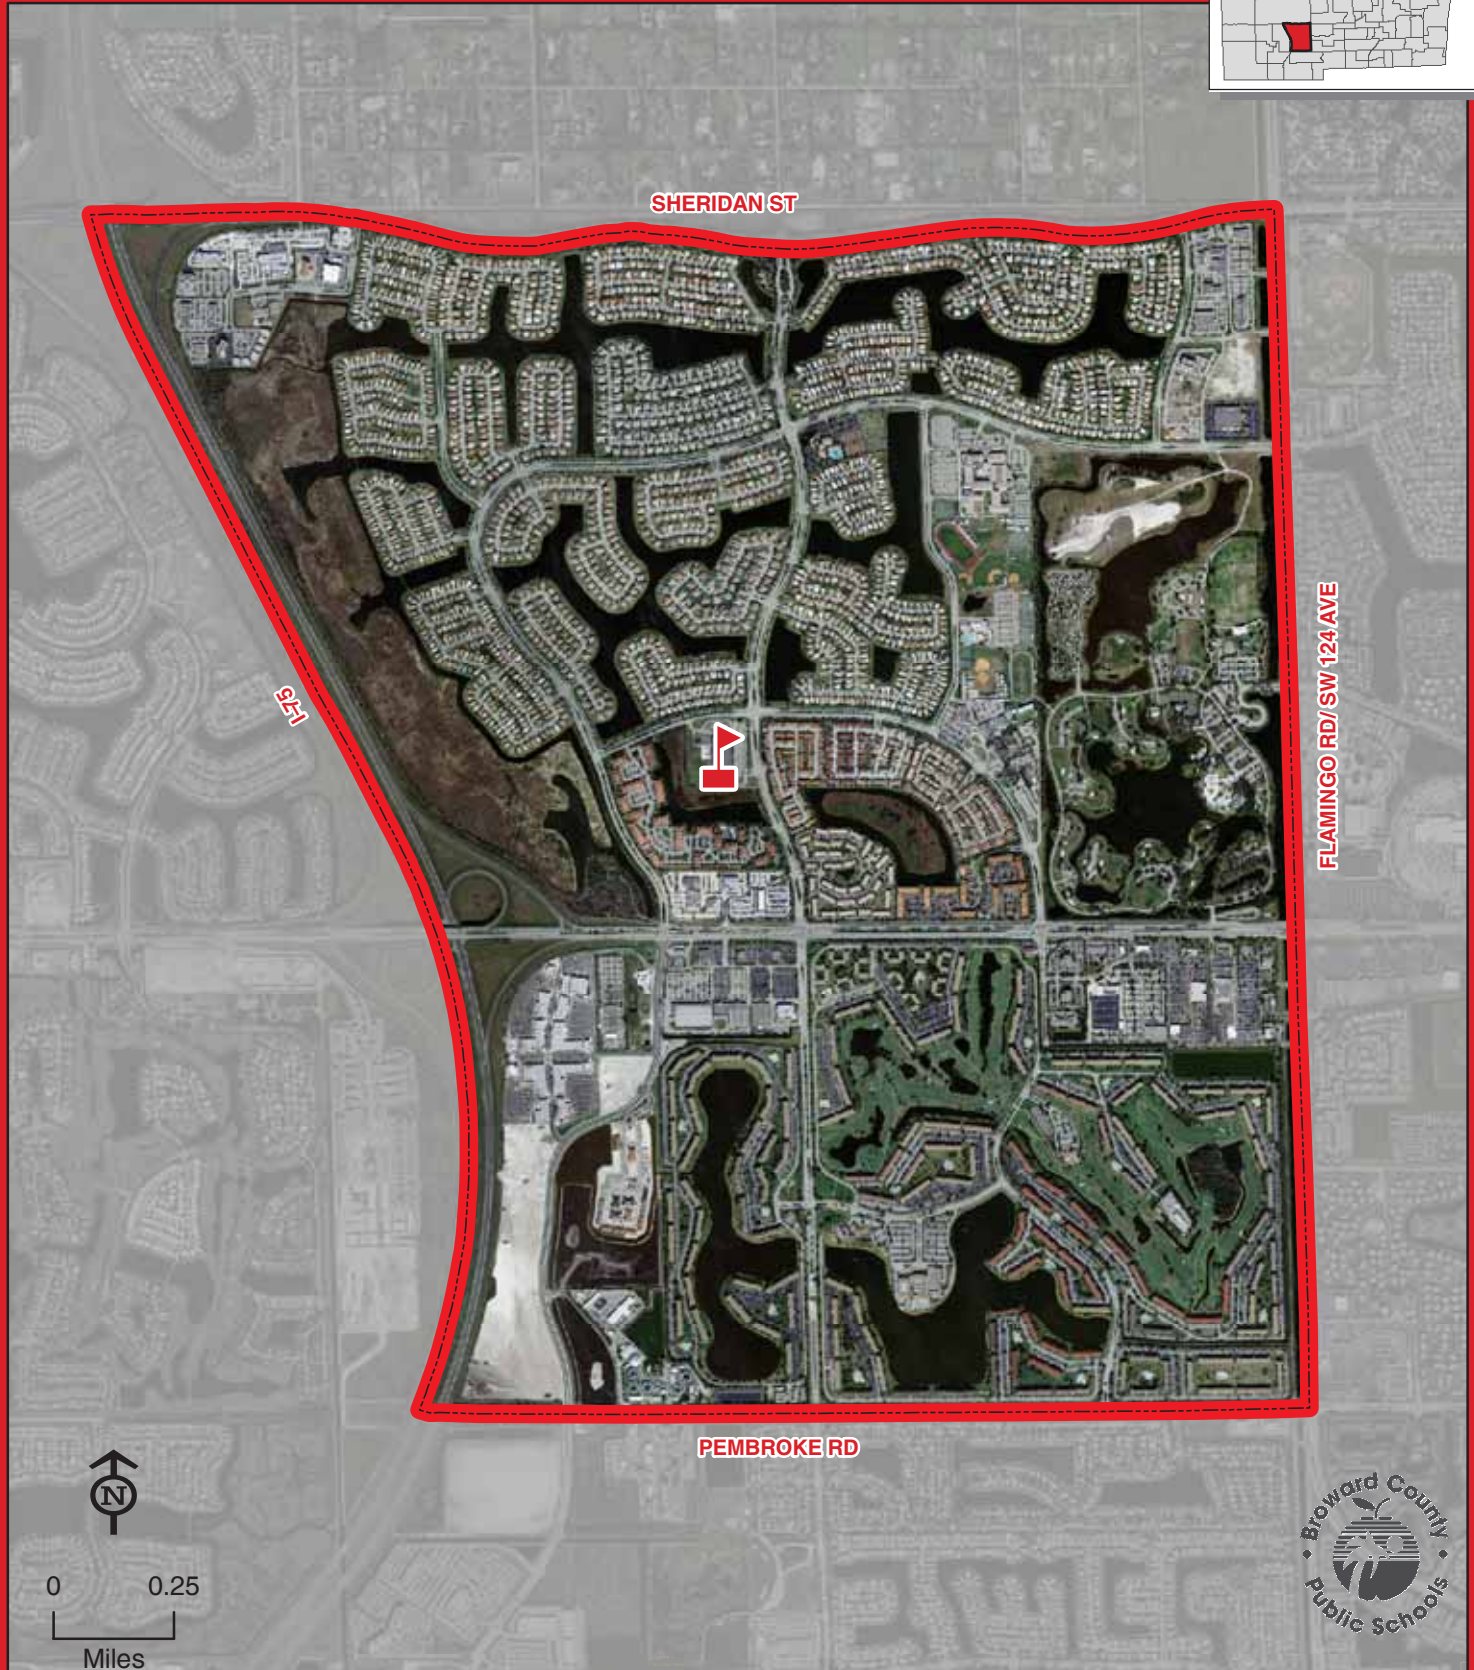 SHERIDAN ST
FLAMINGO RD/ SW 124 AVE
I-75
PEMBROKE RD
N
0 0.25
Miles
Broward County
Public Schools